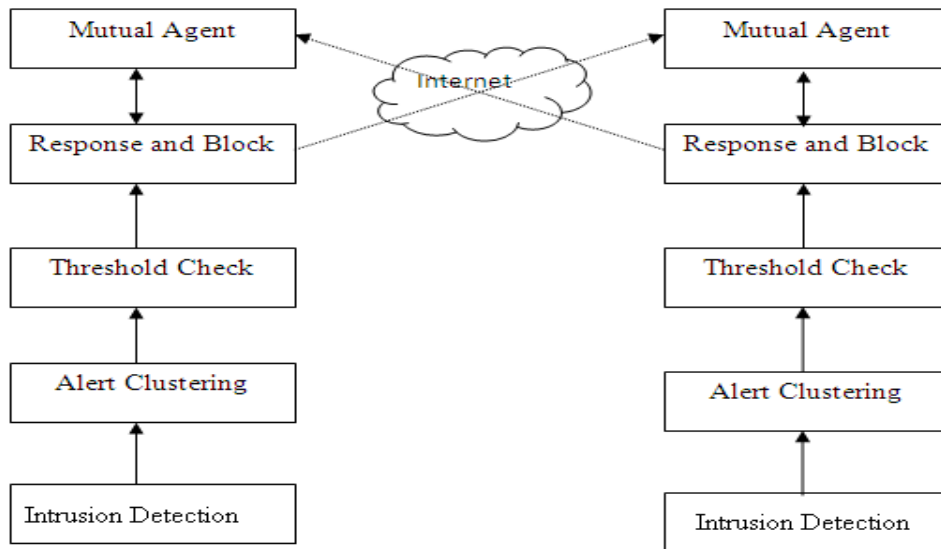 Mutual Agent
Mutual Agent
Internet
Response and Block
Response and Block
Threshold Check
Threshold Check
Alert Clustering
Alert Clustering
Intrusion Detection
Intrusion Detection